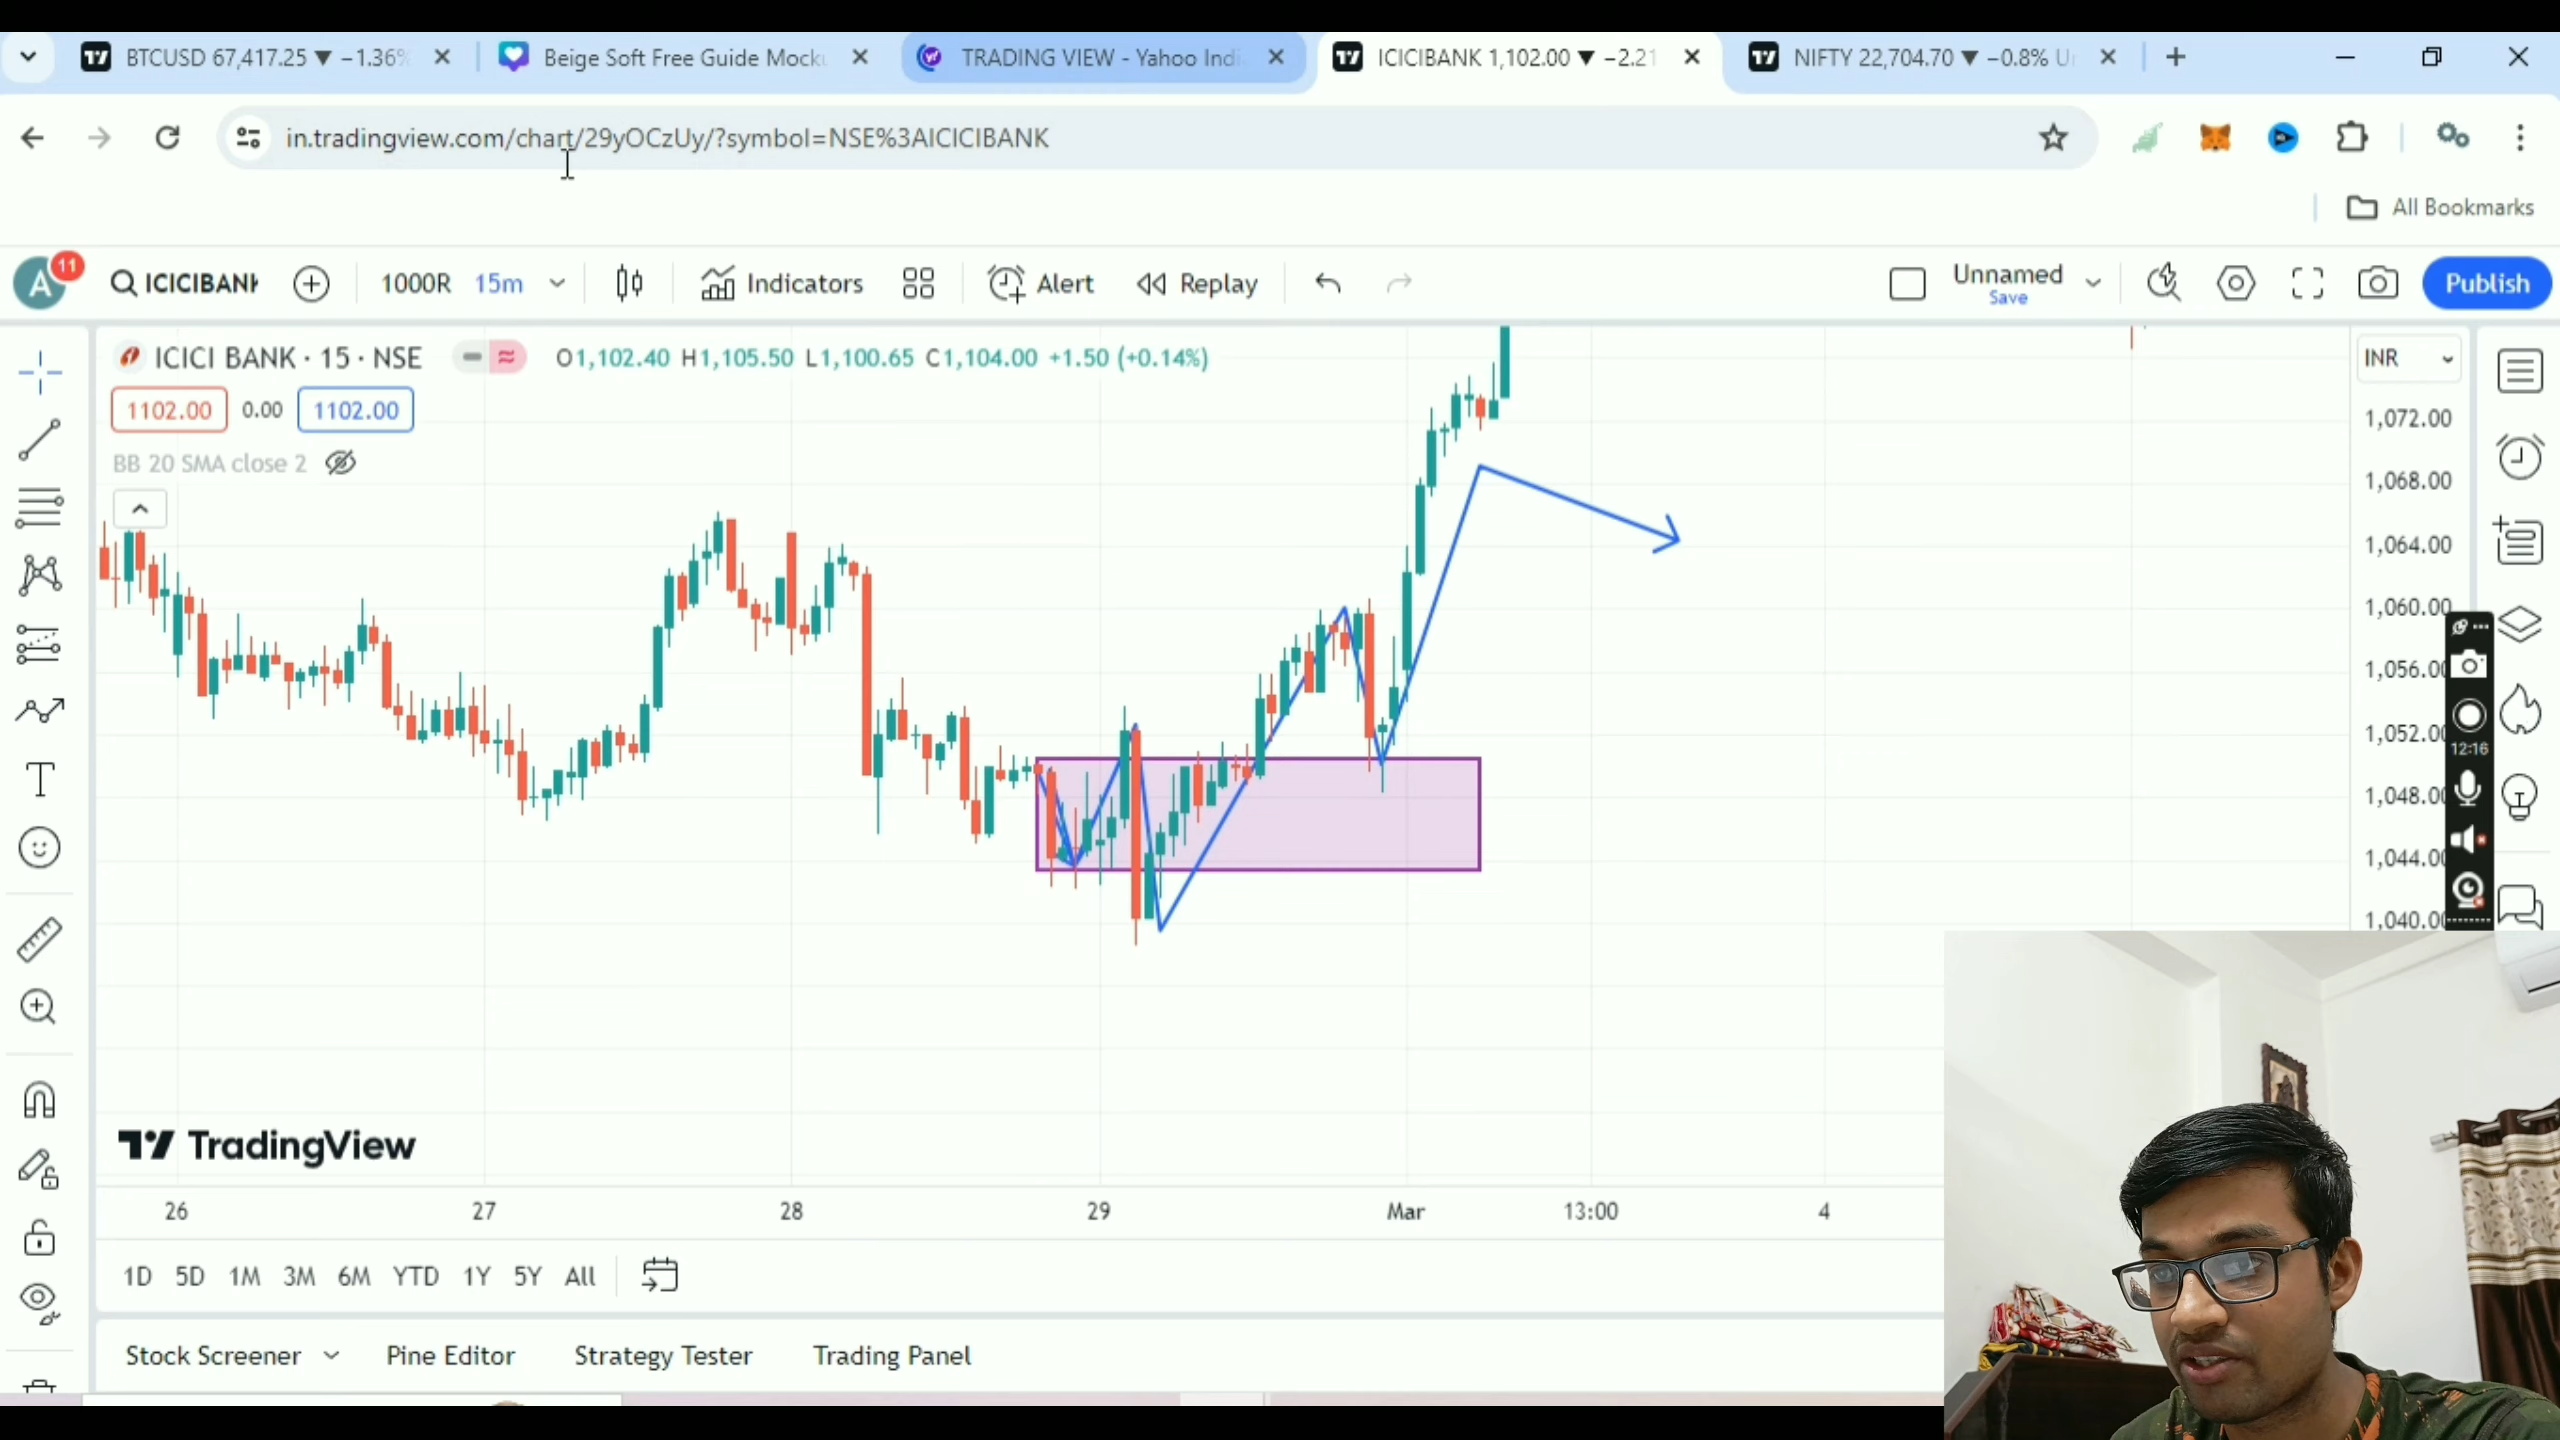 BTCUSD 67,417.25 ▼ −1.36%
Beige Soft Free Guide Mocku
TRADING VIEW - Yahoo Indi
ICICIBANK 1,102.00 ▼ −2.21
NIFTY 22,704.70 ▼ −0.8% Un
in.tradingview.com/chart/29yOCzUy/?symbol=NSE%3AICICIBANK
All Bookmarks
A 11 ICICIBANK 1000R 15m Indicators Alert Replay Unnamed Publish
Save
ICICI BANK · 15 · NSE O1,102.40 H1,105.50 L1,100.65 C1,104.00 +1.50 (+0.14%) INR
1102.00 0.00 1102.00
BB 20 SMA close 2
1,072.00
1,068.00
1,064.00
1,060.00
1,056.00
1,052.00
12:16
1,048.00
1,044.00
1,040.00
TradingView
26 27 28 29 Mar 13:00 4
1D 5D 1M 3M 6M YTD 1Y 5Y All
Stock Screener Pine Editor Strategy Tester Trading Panel